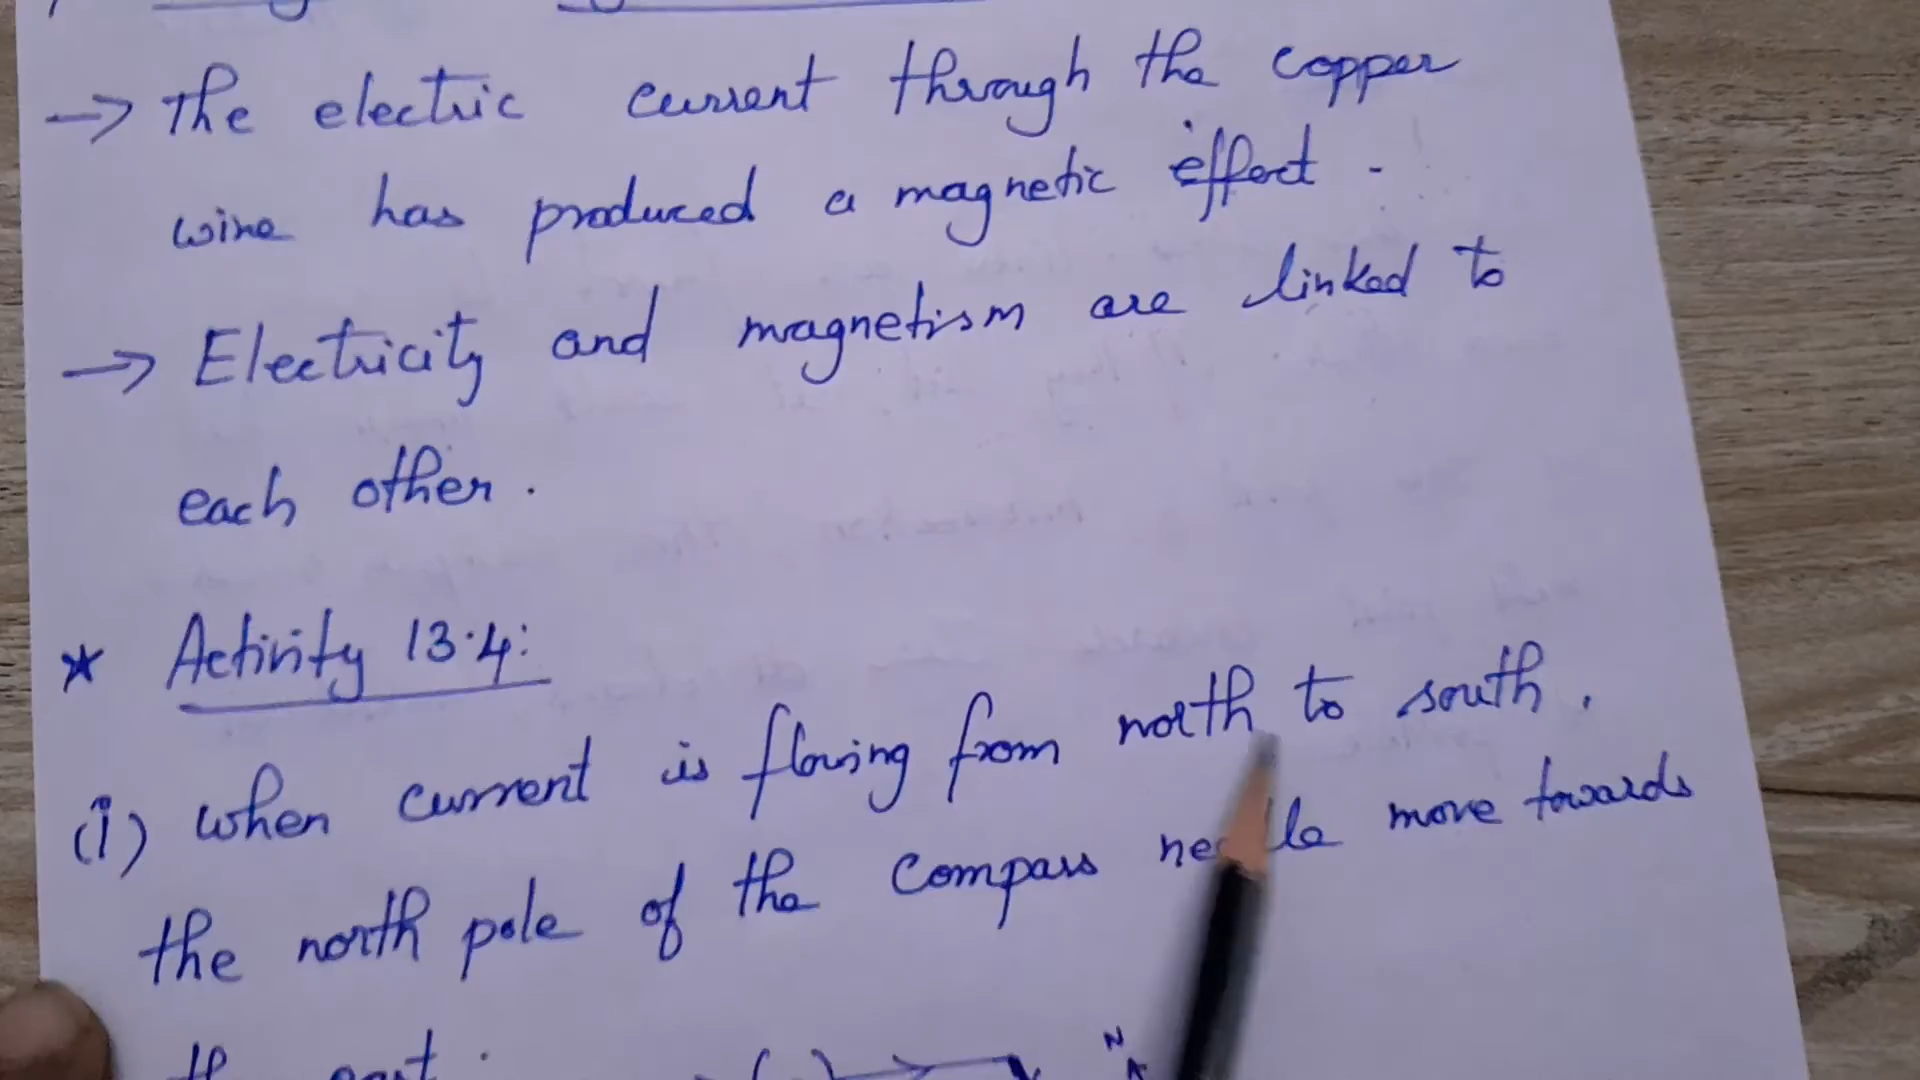 → The electric current through the copper
wire has produced a magnetic effect .
→ Electricity and magnetism are linked to
each other .
* Activity 13.4:
(i) When current is flowing from north to south ,
the north pole of the compass needle move towards
the east .
N